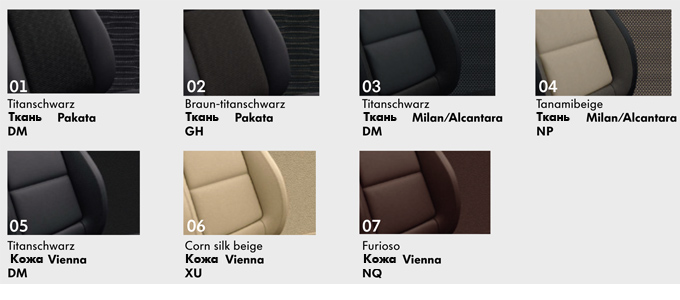 01
Titanschwarz
Ткань Pakata
DM
02
Braun-titanschwarz
Ткань Pakata
GH
03
Titanschwarz
Ткань Milan/Alcantara
DM
04
Tanamibeige
Ткань Milan/Alcantara
NP
05
Titanschwarz
Кожа Vienna
DM
06
Corn silk beige
Кожа Vienna
XU
07
Furioso
Кожа Vienna
NQ